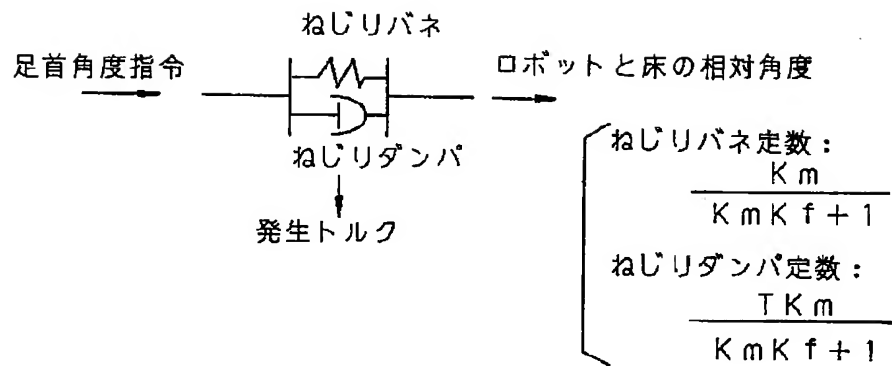 ねじりバネ
足首角度指令
ロボットと床の相対角度
ねじりダンパ
発生トルク
ねじりバネ定数：
Km
KmKf+1
ねじりダンパ定数：
TKm
KmKf+1